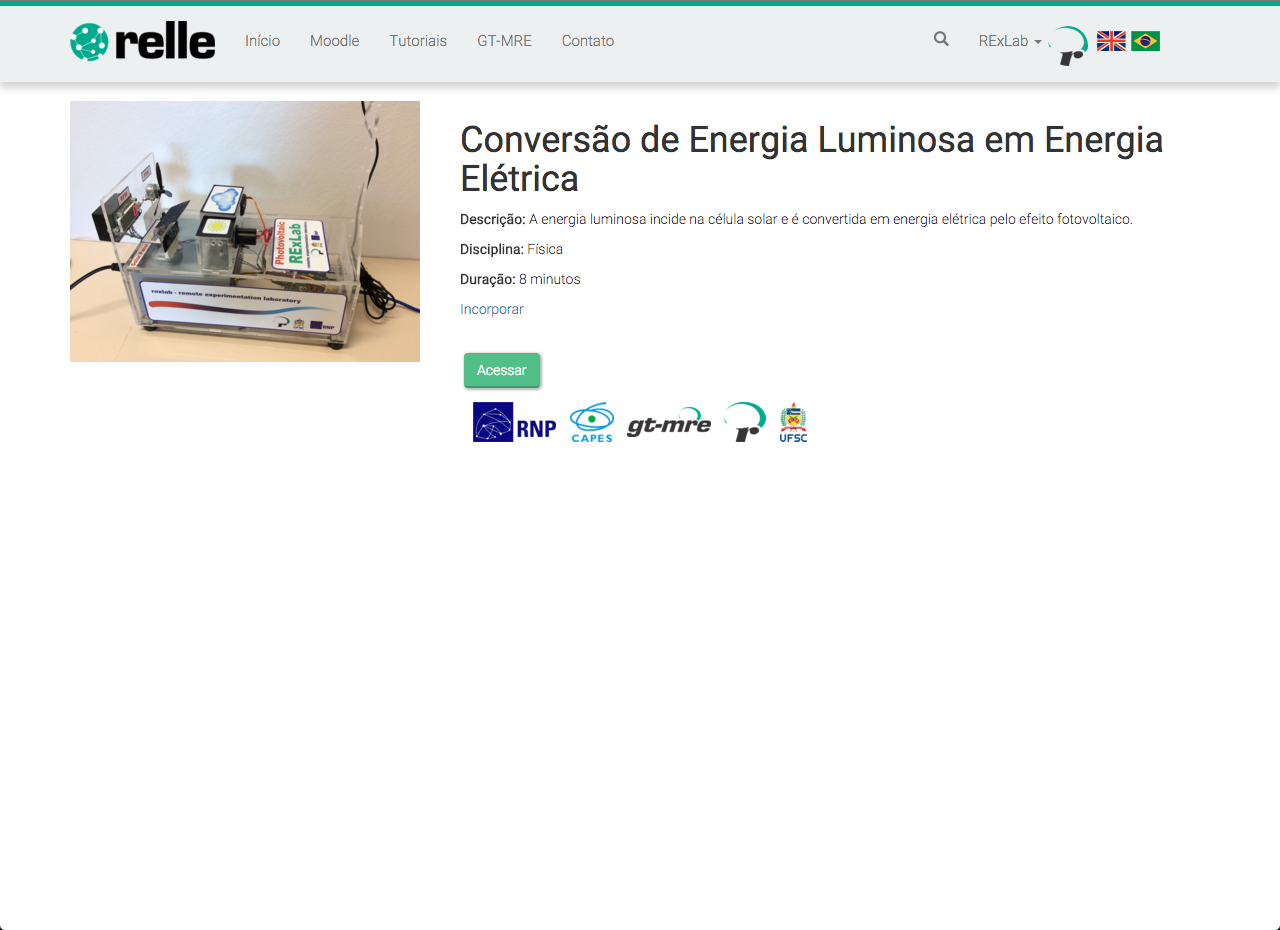 relle
Início
Moodle
Tutoriais
GT-MRE
Contato
RExLab
Conversão de Energia Luminosa em Energia
Elétrica
Descrição: A energia luminosa incide na célula solar e é convertida em energia elétrica pelo efeito fotovoltaico.
Disciplina: Física
Duração: 8 minutos
Incorporar
Acessar
RNP
CAPES
gt-mre
r
UFSC
Photovoltaic
RExLab
rexlab - remote experimentation laboratory
UFSC
RNP